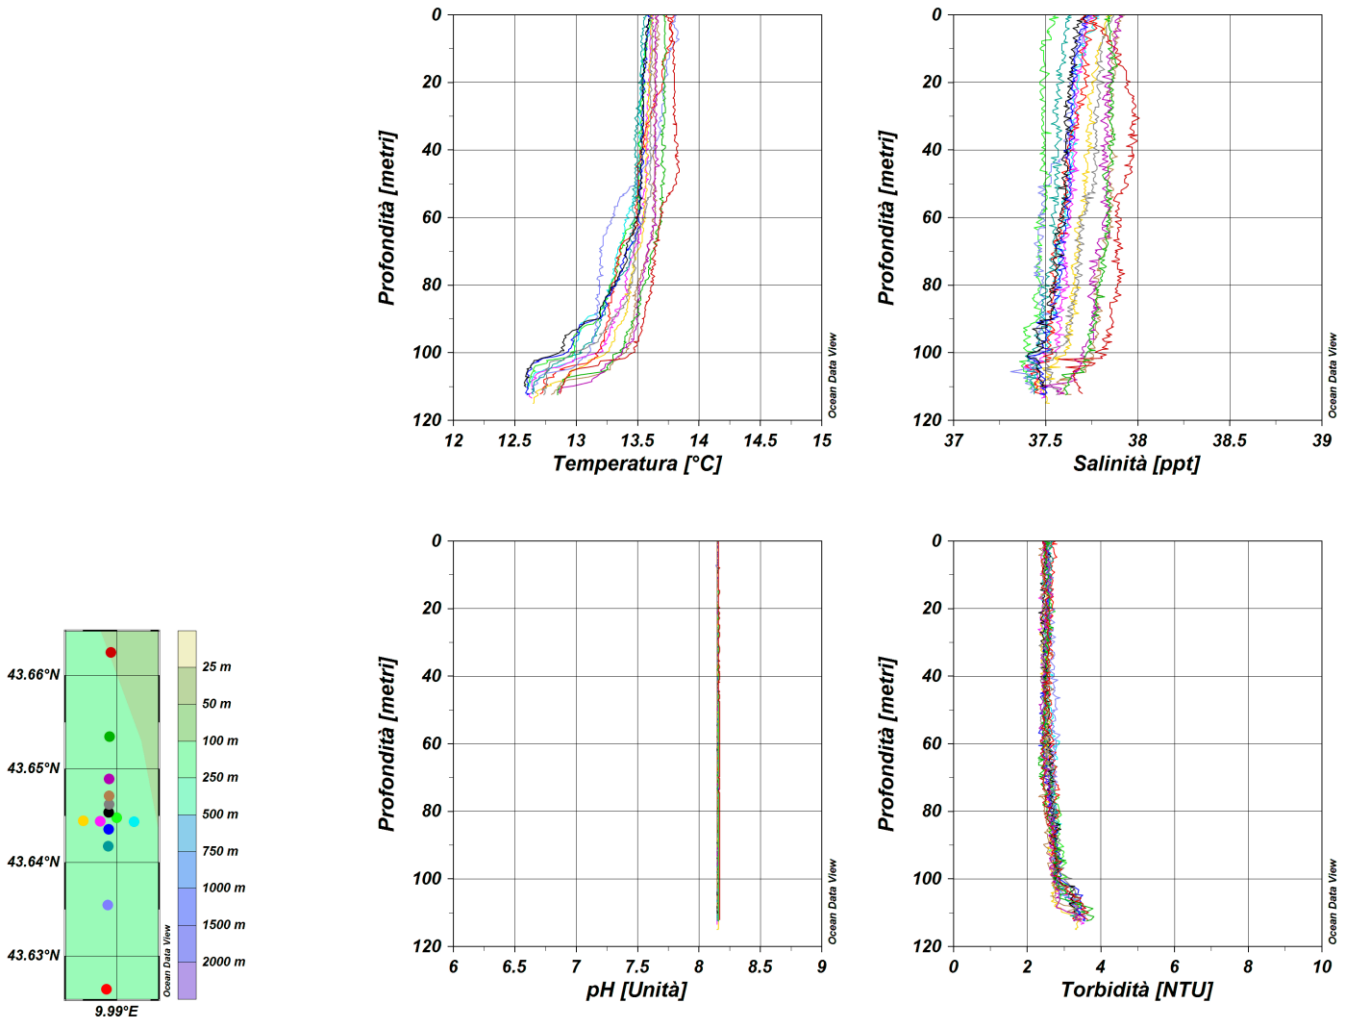 0
20
40
60
80
100
120
Profondità [metri]
12
12.5
13
13.5
14
14.5
15
Temperatura [°C]
Ocean Data View
0
20
40
60
80
100
120
Profondità [metri]
37
37.5
38
38.5
39
Salinità [ppt]
Ocean Data View
43.66°N
43.65°N
43.64°N
43.63°N
9.99°E
Ocean Data View
25 m
50 m
100 m
250 m
500 m
750 m
1000 m
1500 m
2000 m
0
20
40
60
80
100
120
Profondità [metri]
6
6.5
7
7.5
8
8.5
9
pH [Unità]
Ocean Data View
0
20
40
60
80
100
120
Profondità [metri]
0
2
4
6
8
10
Torbidità [NTU]
Ocean Data View